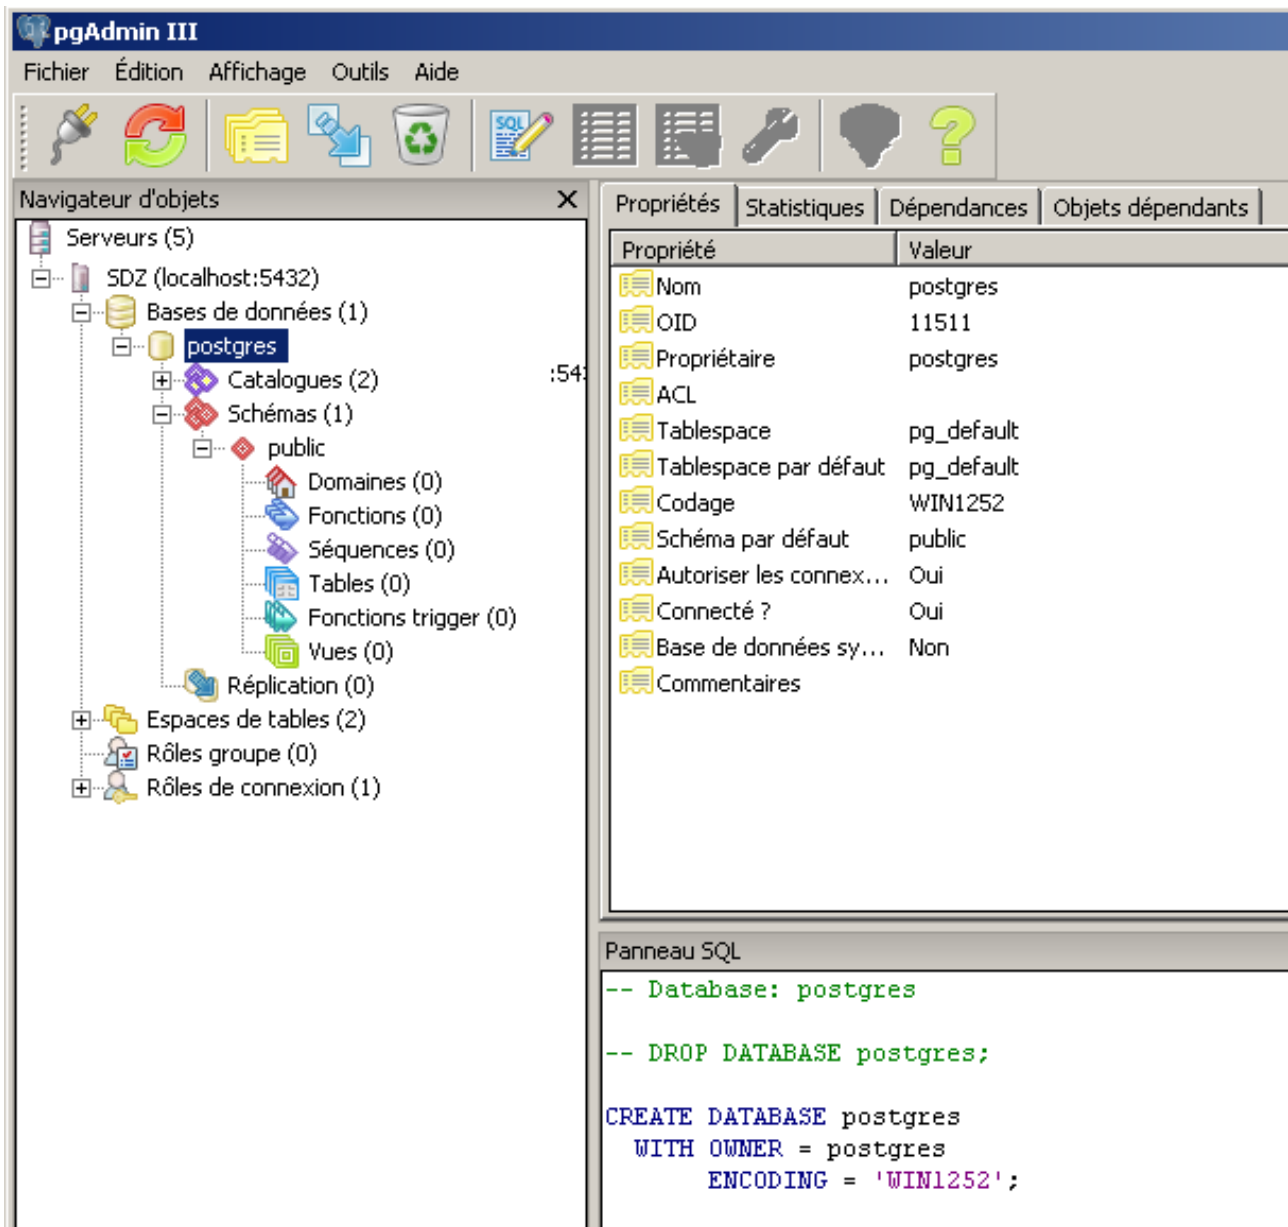 pgAdmin III
Fichier Édition Affichage Outils Aide
SQL
Navigateur d'objets
Serveurs (5)
SDZ (localhost:5432)
Bases de données (1)
postgres
Catalogues (2)
:54
Schémas (1)
public
Domaines (0)
Fonctions (0)
Séquences (0)
Tables (0)
Fonctions trigger (0)
Vues (0)
Réplication (0)
Espaces de tables (2)
Rôles groupe (0)
Rôles de connexion (1)
Propriétés Statistiques Dépendances Objets dépendants
Propriété Valeur
Nom postgres
OID 11511
Propriétaire postgres
ACL
Tablespace pg_default
Tablespace par défaut pg_default
Codage WIN1252
Schéma par défaut public
Autoriser les connex... Oui
Connecté ? Oui
Base de données sy... Non
Commentaires
Panneau SQL
-- Database: postgres
-- DROP DATABASE postgres;
CREATE DATABASE postgres
WITH OWNER = postgres
ENCODING = 'WIN1252';